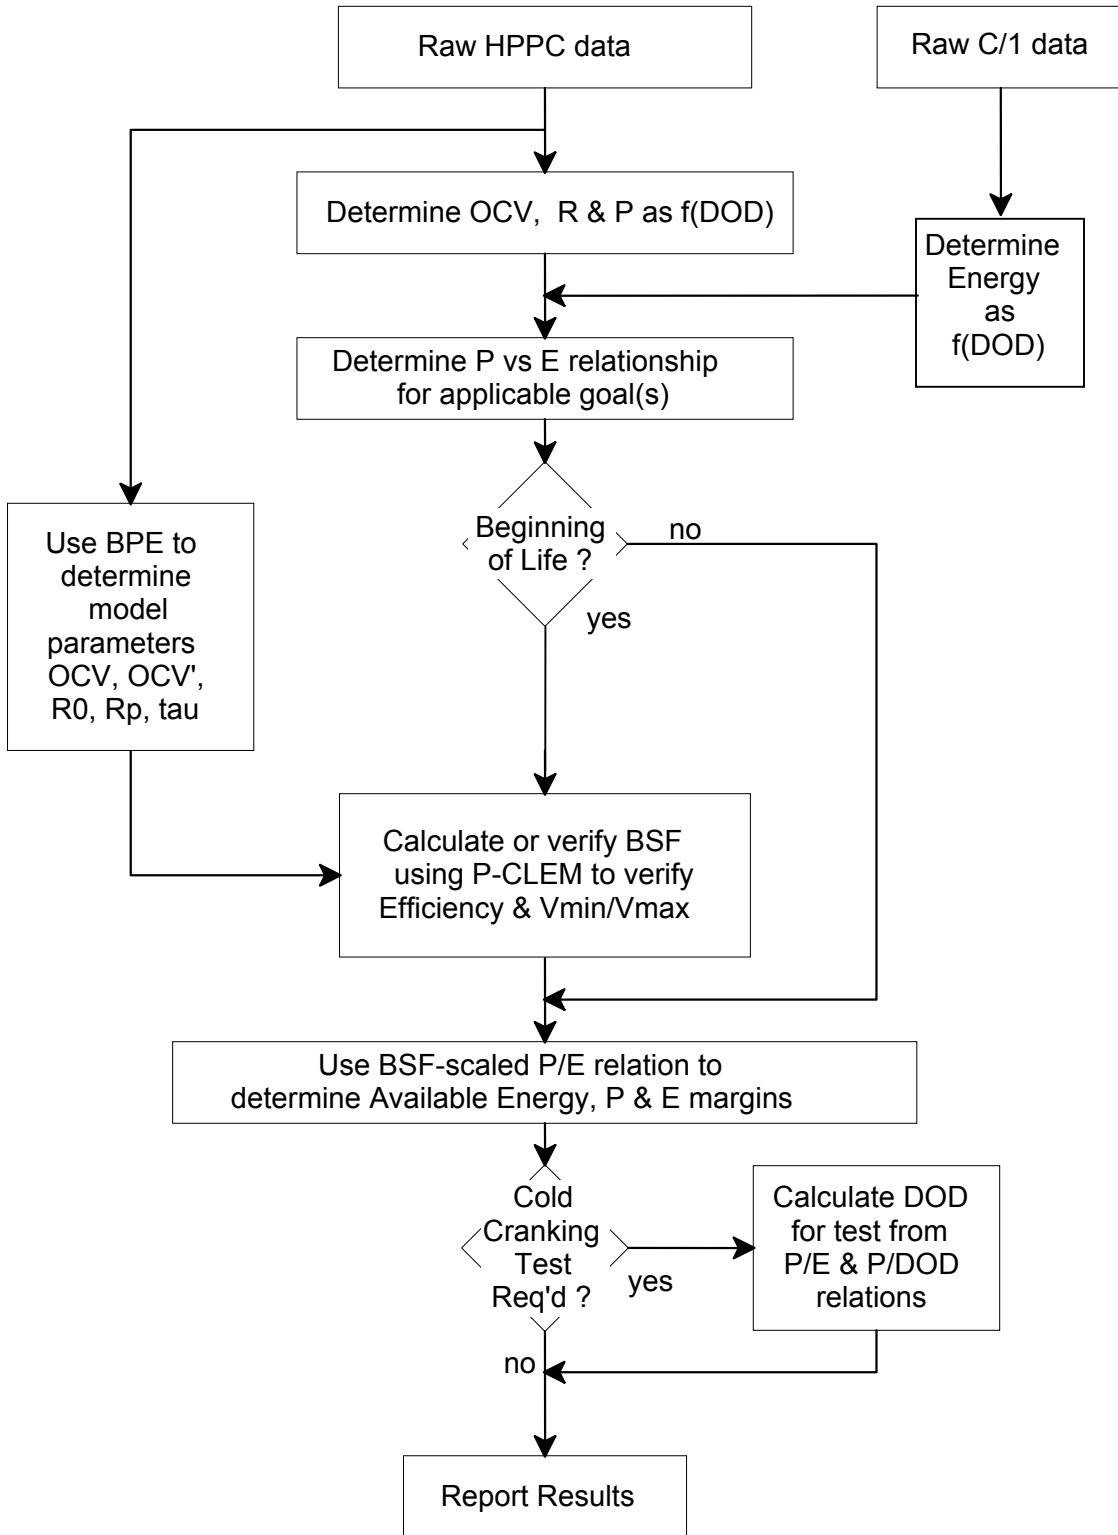 Raw HPPC data
Raw C/1 data
Determine OCV, R & P as f(DOD)
Determine
Energy
as
f(DOD)
Determine P vs E relationship
for applicable goal(s)
Beginning
of Life ?
no
yes
Use BPE to
determine
model
parameters
OCV, OCV',
R0, Rp, tau
Calculate or verify BSF
using P-CLEM to verify
Efficiency & Vmin/Vmax
Use BSF-scaled P/E relation to
determine Available Energy, P & E margins
Cold
Cranking
Test
Req'd ?
yes
no
Calculate DOD
for test from
P/E & P/DOD
relations
Report Results